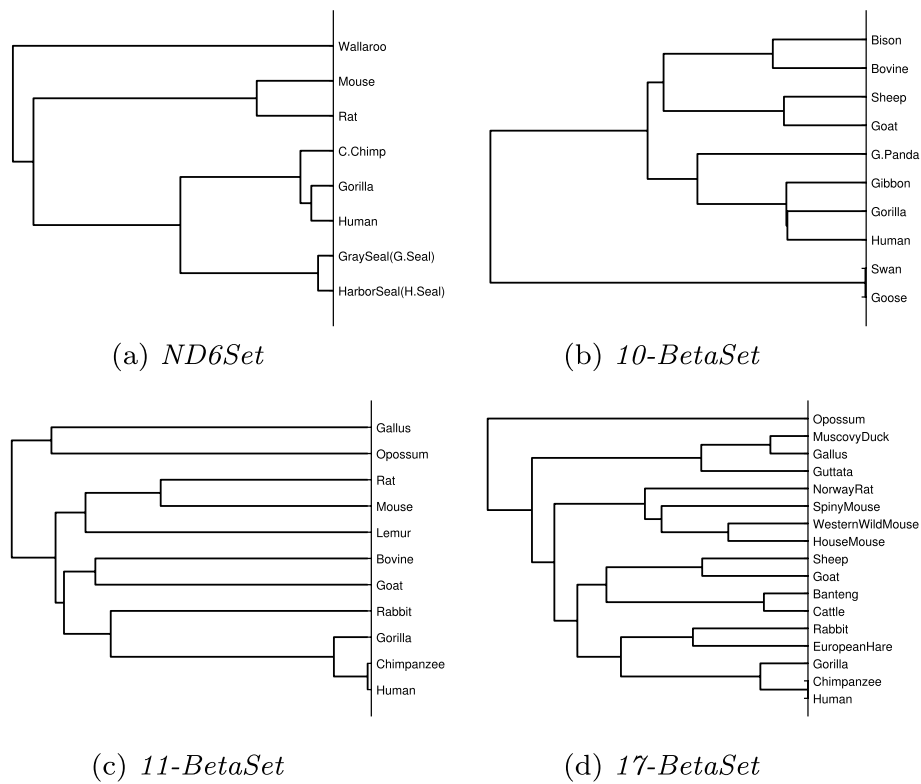 Wallaroo
Mouse
Rat
C.Chimp
Gorilla
Human
GraySeal(G.Seal)
HarborSeal(H.Seal)
(a) ND6Set
Bison
Bovine
Sheep
Goat
G.Panda
Gibbon
Gorilla
Human
Swan
Goose
(b) 10-BetaSet
Gallus
Opossum
Rat
Mouse
Lemur
Bovine
Goat
Rabbit
Gorilla
Chimpanzee
Human
(c) 11-BetaSet
Opossum
MuscovyDuck
Gallus
Guttata
NorwayRat
SpinyMouse
WesternWildMouse
HouseMouse
Sheep
Goat
Banteng
Cattle
Rabbit
EuropeanHare
Gorilla
Chimpanzee
Human
(d) 17-BetaSet